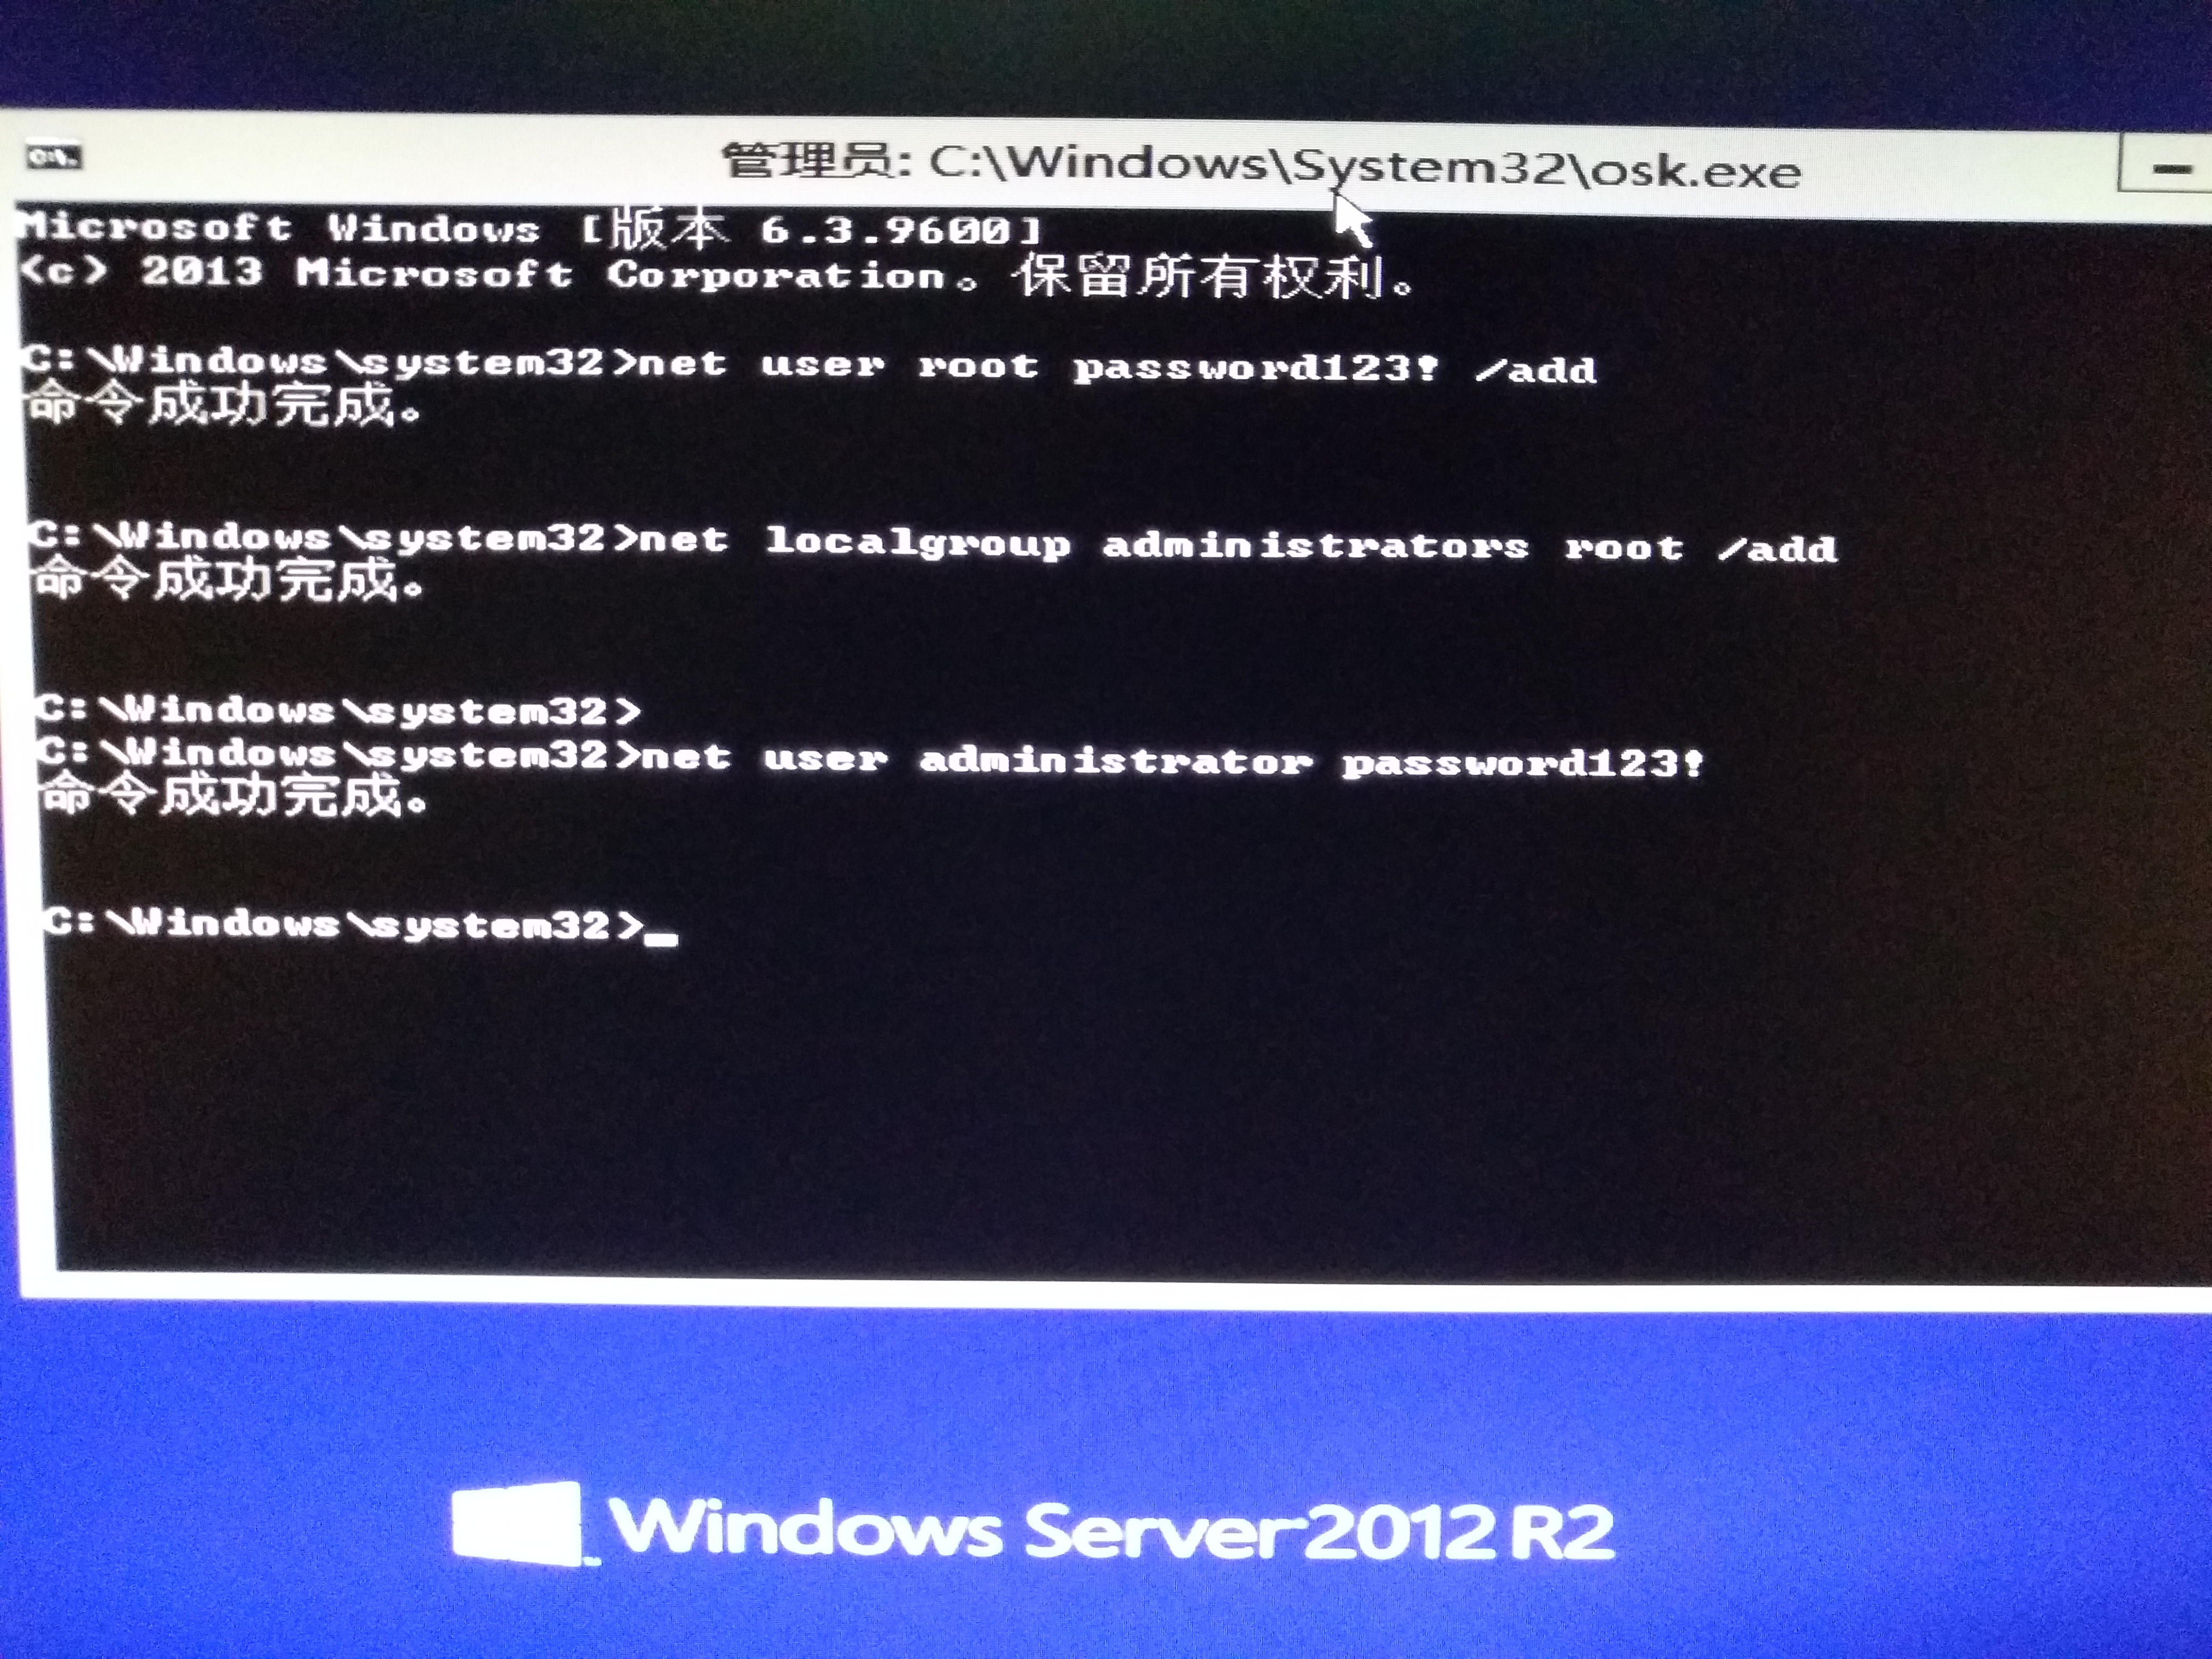 管理员: C:\Windows\System32\osk.exe
Microsoft Windows [版本 6.3.9600]
(c) 2013 Microsoft Corporation。保留所有权利。
C:\Windows\system32>net user root password123! /add
命令成功完成。
C:\Windows\system32>net localgroup administrators root /add
命令成功完成。
C:\Windows\system32>
C:\Windows\system32>net user administrator password123!
命令成功完成。
C:\Windows\system32>_
Windows Server 2012 R2